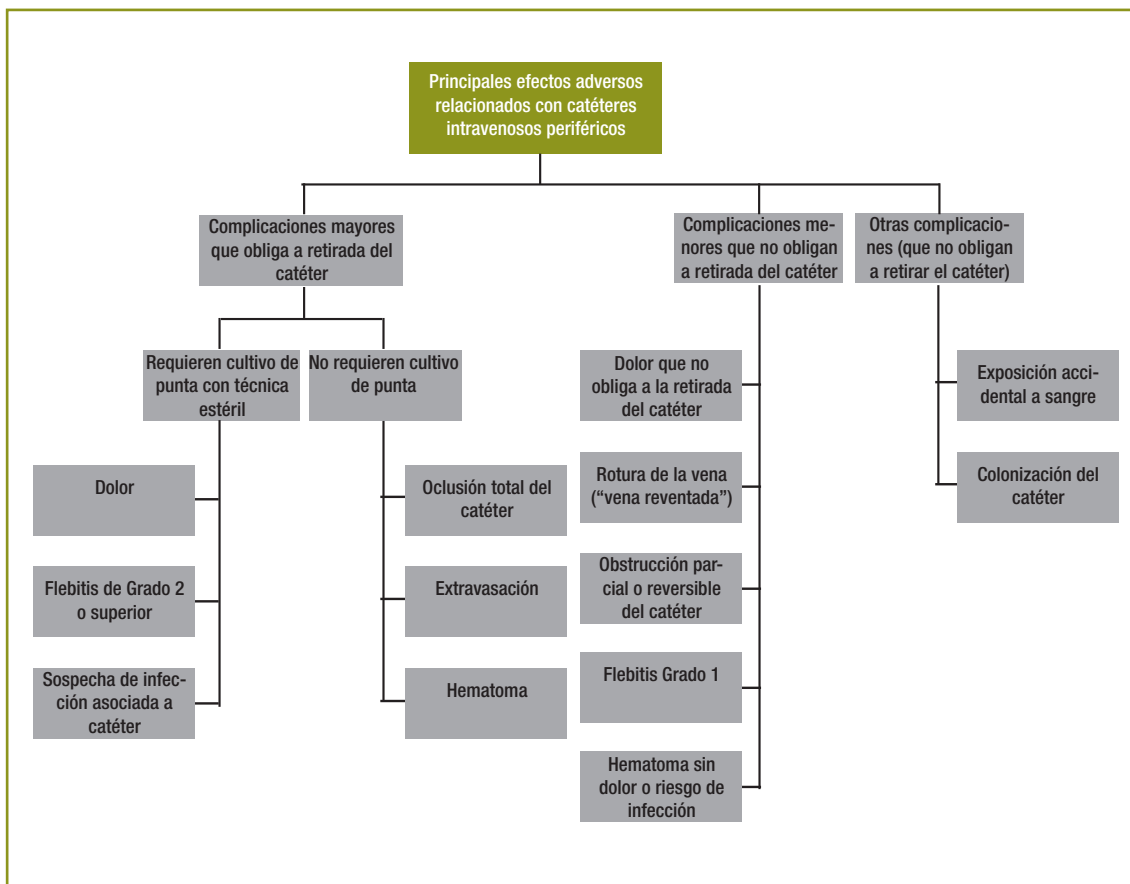 Principales efectos adversos
relacionados con catéteres
intravenosos periféricos
Complicaciones mayores
que obliga a retirada del
catéter
Complicaciones me-
nores que no obligan
a retirada del catéter
Otras complicacio-
nes (que no obligan
a retirar el catéter)
Requieren cultivo de
punta con técnica
estéril
No requieren cultivo
de punta
Dolor
Flebitis de Grado 2
o superior
Sospecha de infec-
ción asociada a
catéter
Oclusión total del
catéter
Extravasación
Hematoma
Dolor que no
obliga a la retirada
del catéter
Rotura de la vena
(“vena reventada”)
Obstrucción par-
cial o reversible
del catéter
Flebitis Grado 1
Hematoma sin
dolor o riesgo de
infección
Exposición acci-
dental a sangre
Colonización del
catéter